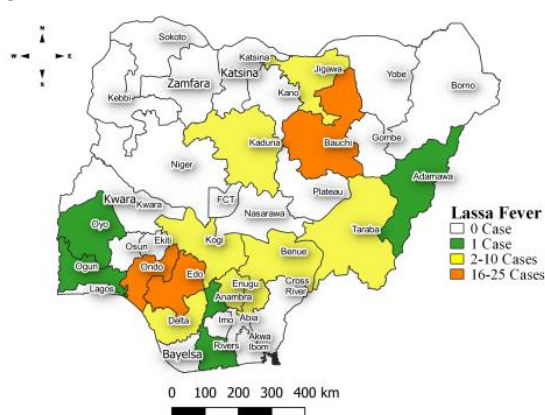 N
W E
S
Sokoto
Katsina
Jigawa
Zamfara
Katsina
Yobe
Borno
Kebbi
Kano
Gombe
Kaduna
Bauchi
Niger
Adamawa
Kwara
Kwara
FCT
Plateau
Nasarawa
Taraba
Oyo
Osun
Ekiti
Kogi
Benue
Ogun
Ondo
Edo
Enugu
Cross
River
Lagos
Anambra
Delta
Imo
Abia
Akwa
Ibom
Bayelsa
Rivers
Lassa Fever
0 Case
1 Case
2-10 Cases
16-25 Cases
0 100 200 300 400 km